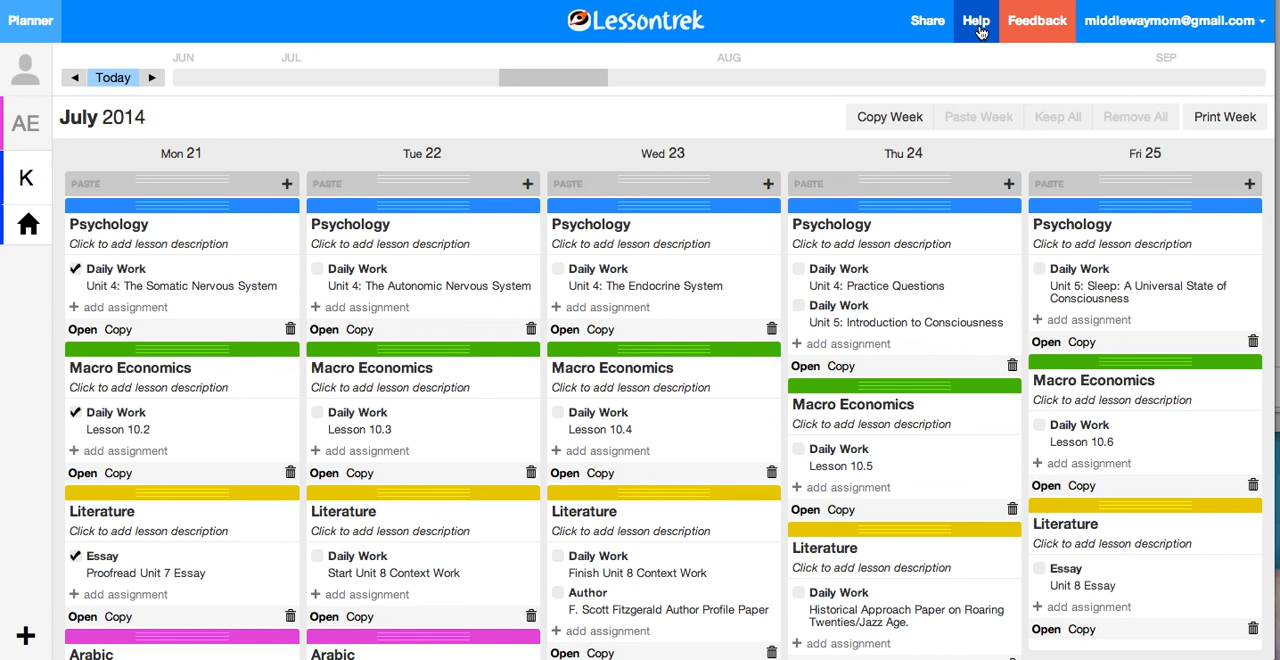 Planner
Lessontrek
Share
Help
Feedback
middlewaymom@gmail.com
JUN
JUL
AUG
SEP
Today
AE
K
July 2014
Copy Week
Paste Week
Keep All
Remove All
Print Week
Mon 21
Tue 22
Wed 23
Thu 24
Fri 25
PASTE +
PASTE +
PASTE +
PASTE +
PASTE +
Psychology
Click to add lesson description
Daily Work
Unit 4: The Somatic Nervous System
+ add assignment
Open Copy
Macro Economics
Click to add lesson description
Daily Work
Lesson 10.2
+ add assignment
Open Copy
Literature
Click to add lesson description
Essay
Proofread Unit 7 Essay
+ add assignment
Open Copy
Arabic
Psychology
Click to add lesson description
Daily Work
Unit 4: The Autonomic Nervous System
+ add assignment
Open Copy
Macro Economics
Click to add lesson description
Daily Work
Lesson 10.3
+ add assignment
Open Copy
Literature
Click to add lesson description
Daily Work
Start Unit 8 Context Work
+ add assignment
Open Copy
Arabic
Psychology
Click to add lesson description
Daily Work
Unit 4: The Endocrine System
+ add assignment
Open Copy
Macro Economics
Click to add lesson description
Daily Work
Lesson 10.4
+ add assignment
Open Copy
Literature
Click to add lesson description
Daily Work
Finish Unit 8 Context Work
Author
F. Scott Fitzgerald Author Profile Paper
+ add assignment
Open Copy
Psychology
Click to add lesson description
Daily Work
Unit 4: Practice Questions
Daily Work
Unit 5: Introduction to Consciousness
+ add assignment
Open Copy
Macro Economics
Click to add lesson description
Daily Work
Lesson 10.5
+ add assignment
Open Copy
Literature
Click to add lesson description
Daily Work
Historical Approach Paper on Roaring
Twenties/Jazz Age.
+ add assignment
Psychology
Click to add lesson description
Daily Work
Unit 5: Sleep: A Universal State of
Consciousness
+ add assignment
Open Copy
Macro Economics
Click to add lesson description
Daily Work
Lesson 10.6
+ add assignment
Open Copy
Literature
Click to add lesson description
Essay
Unit 8 Essay
+ add assignment
Open Copy
+